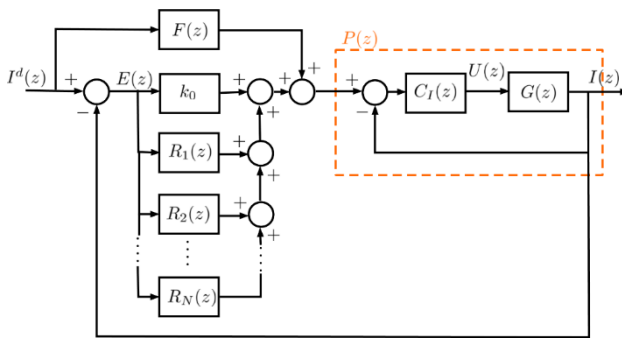 F(z)
P(z)
I^d(z)
+
−
E(z)
k_0
+
+
+
+
+
−
C_I(z)
U(z)
G(z)
I(z)
R_1(z)
+
+
R_2(z)
+
+
R_N(z)